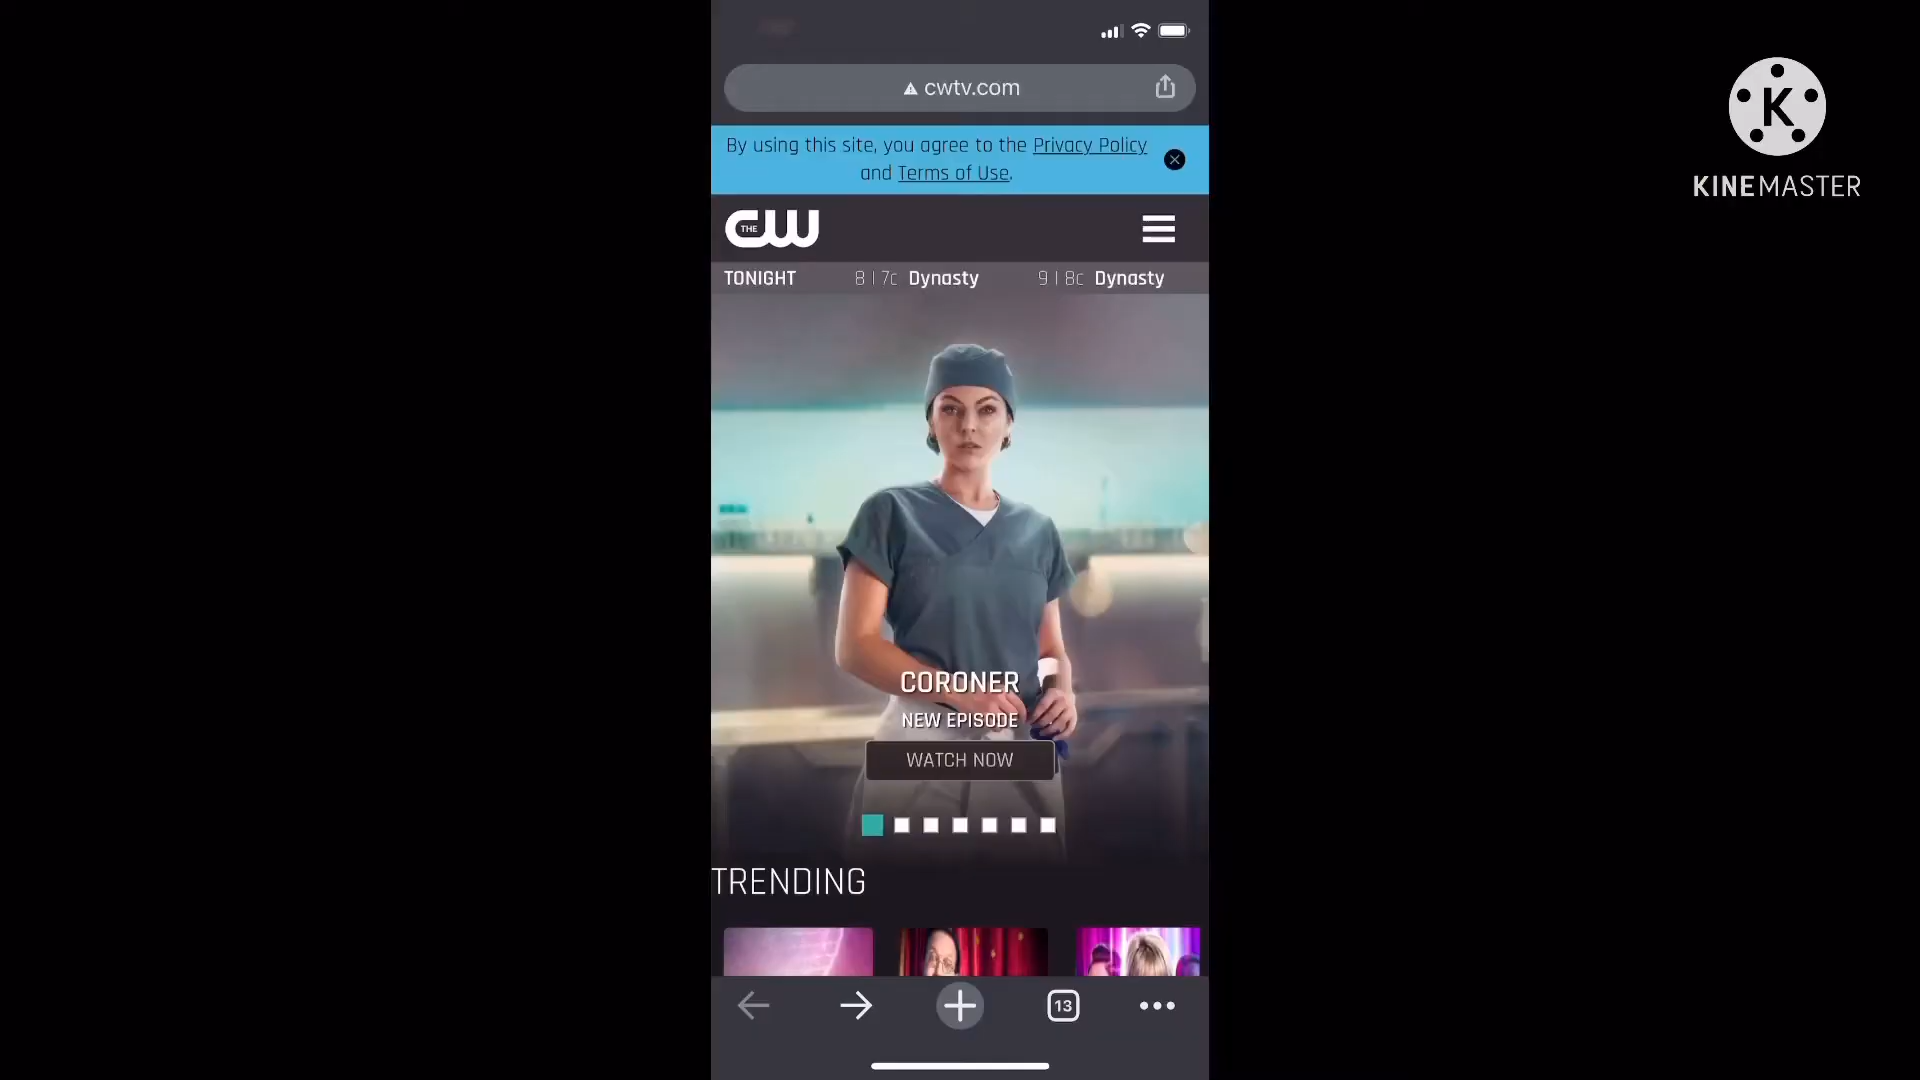 cwtv.com
By using this site, you agree to the Privacy Policy
and Terms of Use.
THE CW
TONIGHT 8 | 7c Dynasty 9 | 8c Dynasty
CORONER
NEW EPISODE
WATCH NOW
TRENDING
13
K
KINEMASTER